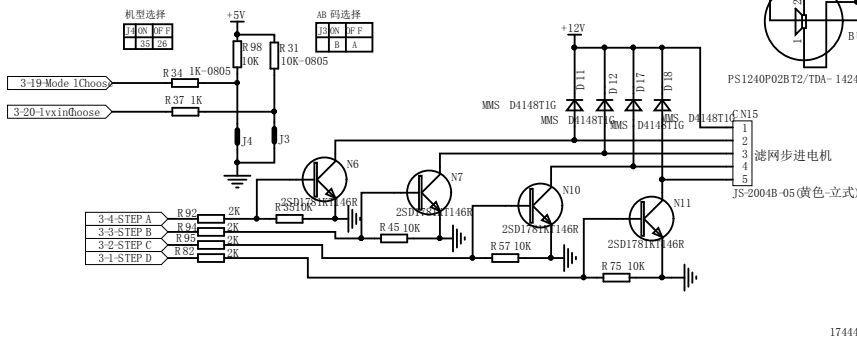 机型选择
J4 ON OFF
35 26
+5V
AB 码选择
J3 ON OFF
B A
R98
10K
R31
10K-0805
3-19-Mode1Choose
R34 1K-0805
3-20-lvxinChoose
R37 1K
J4
J3
+12V
D11
D12
D17
D18
MMS D4148T1G
MMS D4148T1G
MMS D4148T1G
MMS D4148T1G
2
1
B
PS1240P02BT2/TDA-1424
CN15
1
2
3
4
5
滤网步进电机
JS-2004B-05(黄色-立式)
N6
2SD1781KT146R
N7
2SD1781KT146R
N10
2SD1781KT146R
N11
2SD1781KT146R
3-4-STEP A
R92 2K
R35 10K
3-3-STEP B
R94 2K
R45 10K
3-2-STEP C
R95 2K
R57 10K
3-1-STEP D
R82 2K
R75 10K
17444